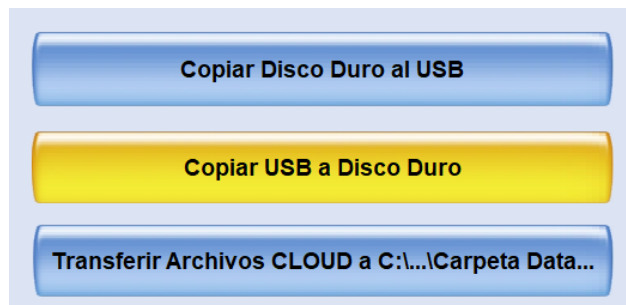 Copiar Disco Duro al USB
Copiar USB a Disco Duro
Transferir Archivos CLOUD a C:\...\Carpeta Data...